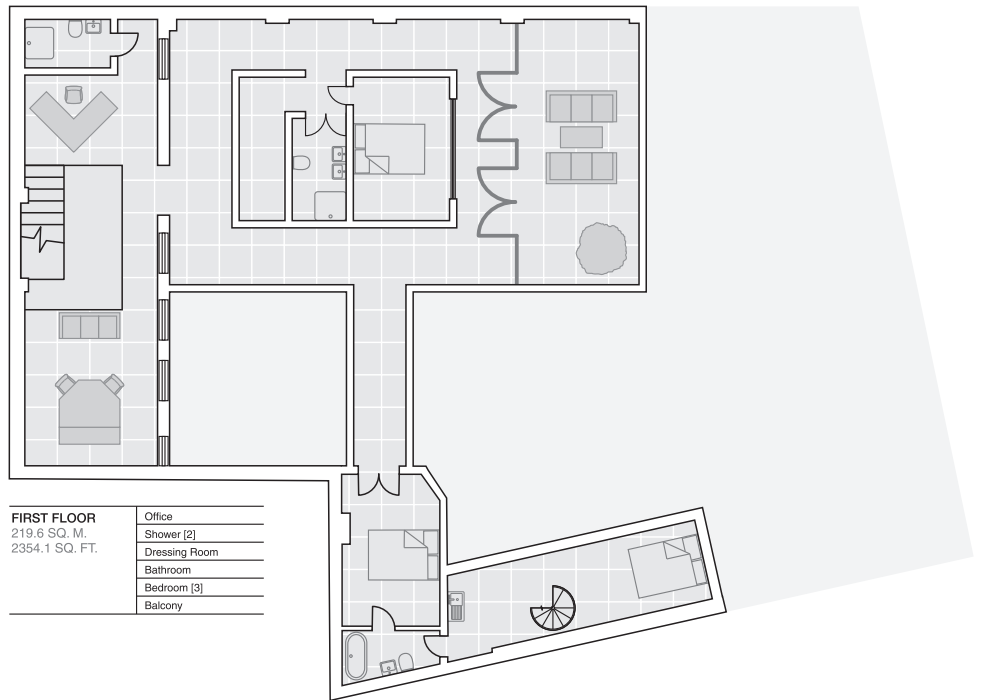 FIRST FLOOR
219.6 SQ. M.
2354.1 SQ. FT.
Office
Shower [2]
Dressing Room
Bathroom
Bedroom [3]
Balcony